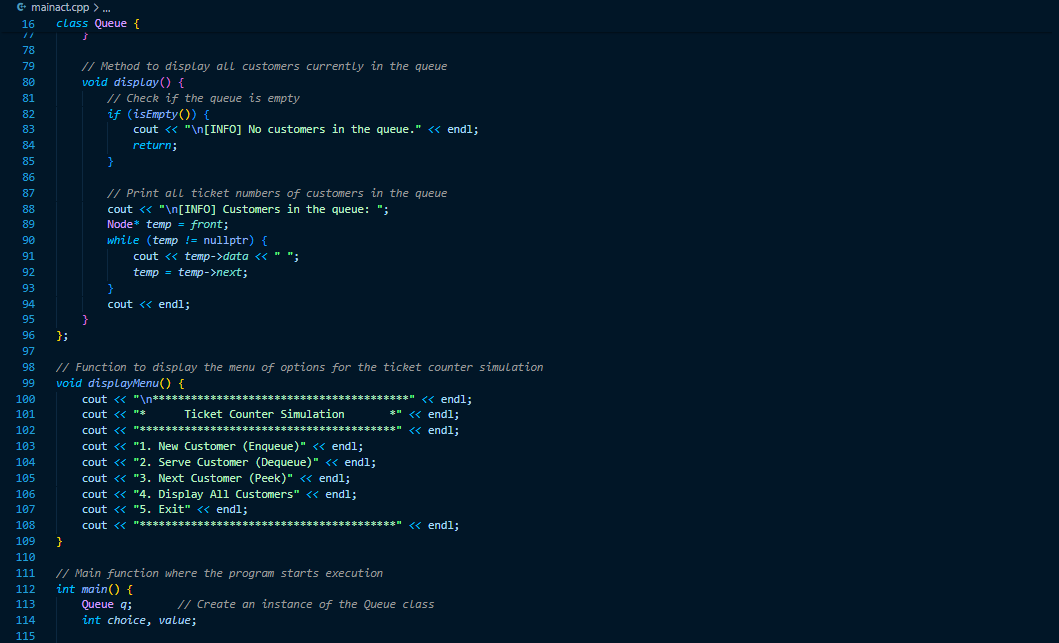 mainact.cpp > ...
16 class Queue {
77 }
78
79 // Method to display all customers currently in the queue
80 void display() {
81 // Check if the queue is empty
82 if (isEmpty()) {
83 cout << "\n[INFO] No customers in the queue." << endl;
84 return;
85 }
86
87 // Print all ticket numbers of customers in the queue
88 cout << "\n[INFO] Customers in the queue: ";
89 Node* temp = front;
90 while (temp != nullptr) {
91 cout << temp->data << " ";
92 temp = temp->next;
93 }
94 cout << endl;
95 }
96 };
97
98 // Function to display the menu of options for the ticket counter simulation
99 void displayMenu() {
100 cout << "\n****************************************" << endl;
101 cout << "*      Ticket Counter Simulation       *" << endl;
102 cout << "****************************************" << endl;
103 cout << "1. New Customer (Enqueue)" << endl;
104 cout << "2. Serve Customer (Dequeue)" << endl;
105 cout << "3. Next Customer (Peek)" << endl;
106 cout << "4. Display All Customers" << endl;
107 cout << "5. Exit" << endl;
108 cout << "****************************************" << endl;
109 }
110
111 // Main function where the program starts execution
112 int main() {
113 Queue q;       // Create an instance of the Queue class
114 int choice, value;
115